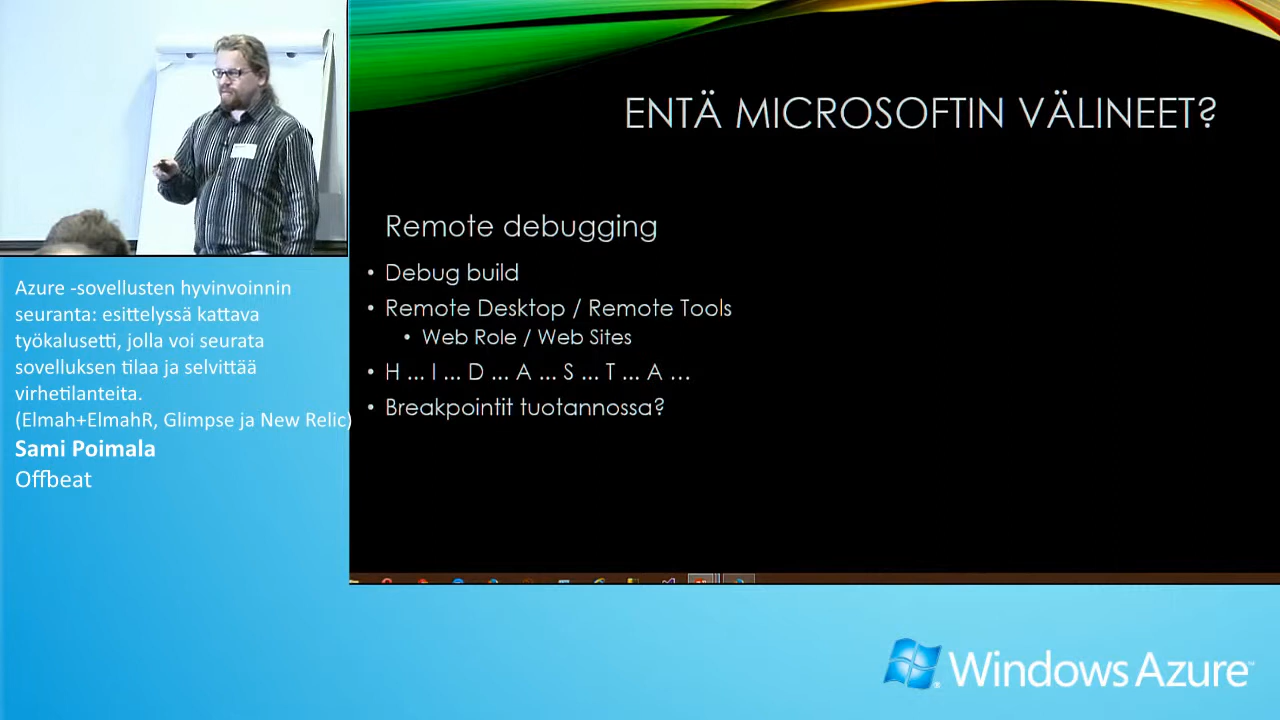 ENTÄ MICROSOFTIN VÄLINEET?
Remote debugging
• Debug build
• Remote Desktop / Remote Tools
• Web Role / Web Sites
• H ... I ... D ... A ... S ... T ... A ...
• Breakpointit tuotannossa?
Azure -sovellusten hyvinvoinnin
seuranta: esittelyssä kattava
työkalusetti, jolla voi seurata
sovelluksen tilaa ja selvittää
virhetilanteita.
(Elmah+ElmahR, Glimpse ja New Relic)
Sami Poimala
Offbeat
Windows Azure™